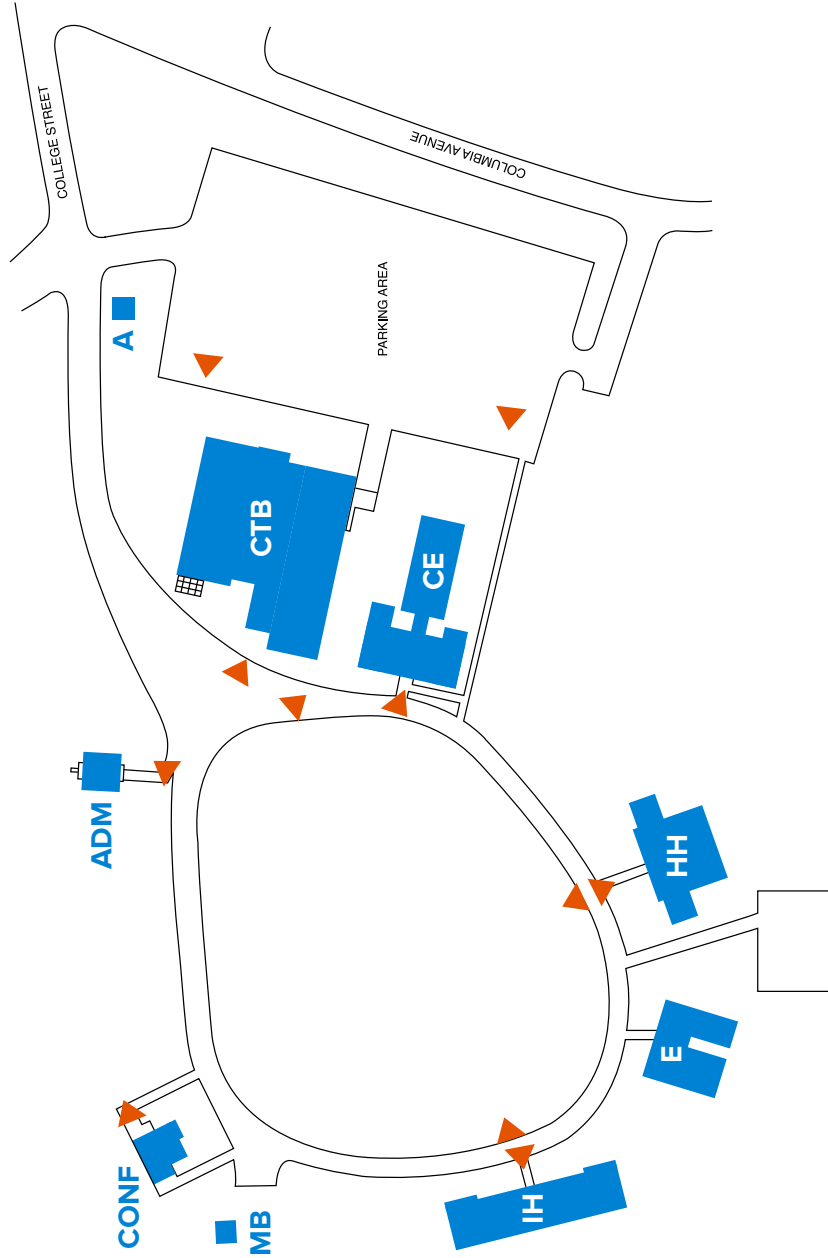 COLLEGE STREET
COLUMBIA AVENUE
A
PARKING AREA
CTB
CE
ADM
HH
E
CONF
MB
IH